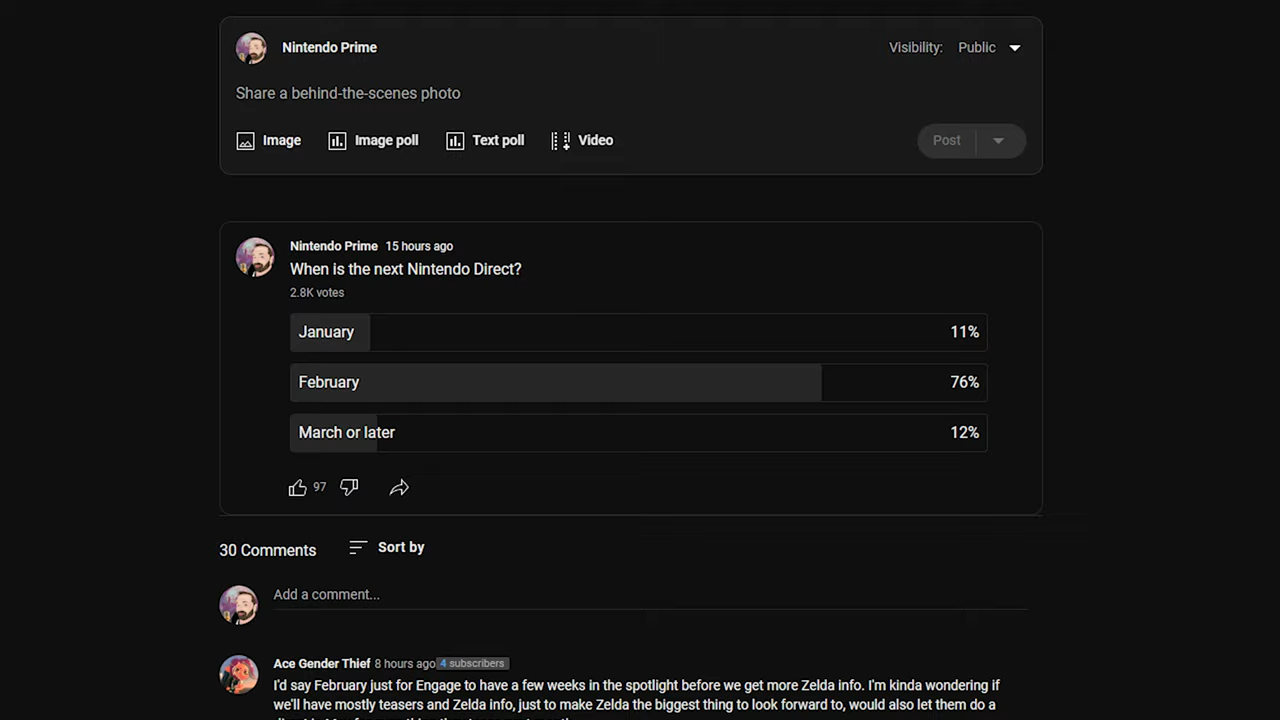 Nintendo Prime
Visibility: Public
Share a behind-the-scenes photo
Image Image poll Text poll Video
Post
Nintendo Prime 15 hours ago
When is the next Nintendo Direct?
2.8K votes
January 11%
February 76%
March or later 12%
97
30 Comments Sort by
Add a comment...
Ace Gender Thief 8 hours ago 4 subscribers
I'd say February just for Engage to have a few weeks in the spotlight before we get more Zelda info. I'm kinda wondering if
we'll have mostly teasers and Zelda info, just to make Zelda the biggest thing to look forward to, would also let them do a